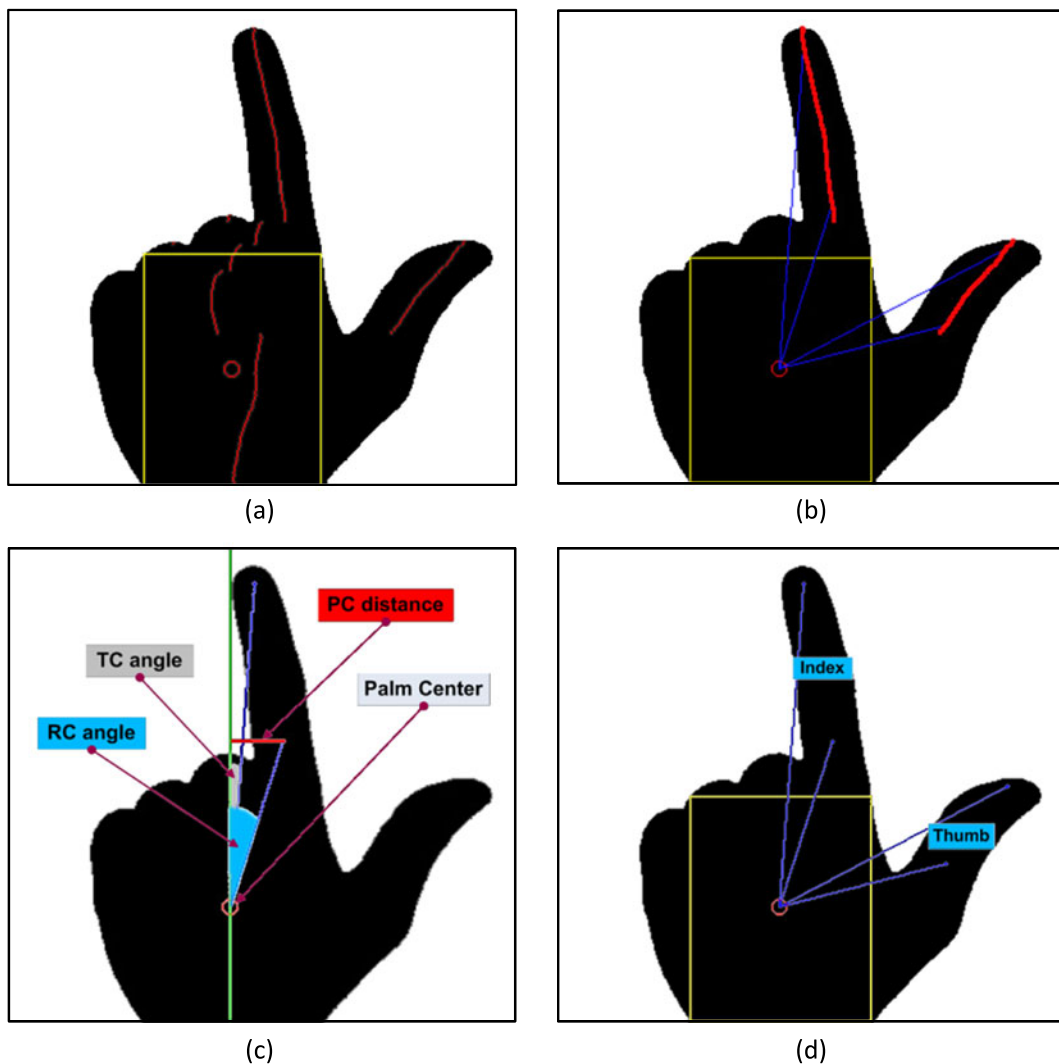 (a)
(b)
PC distance
TC angle
Palm Center
RC angle
Index
Thumb
(c)
(d)